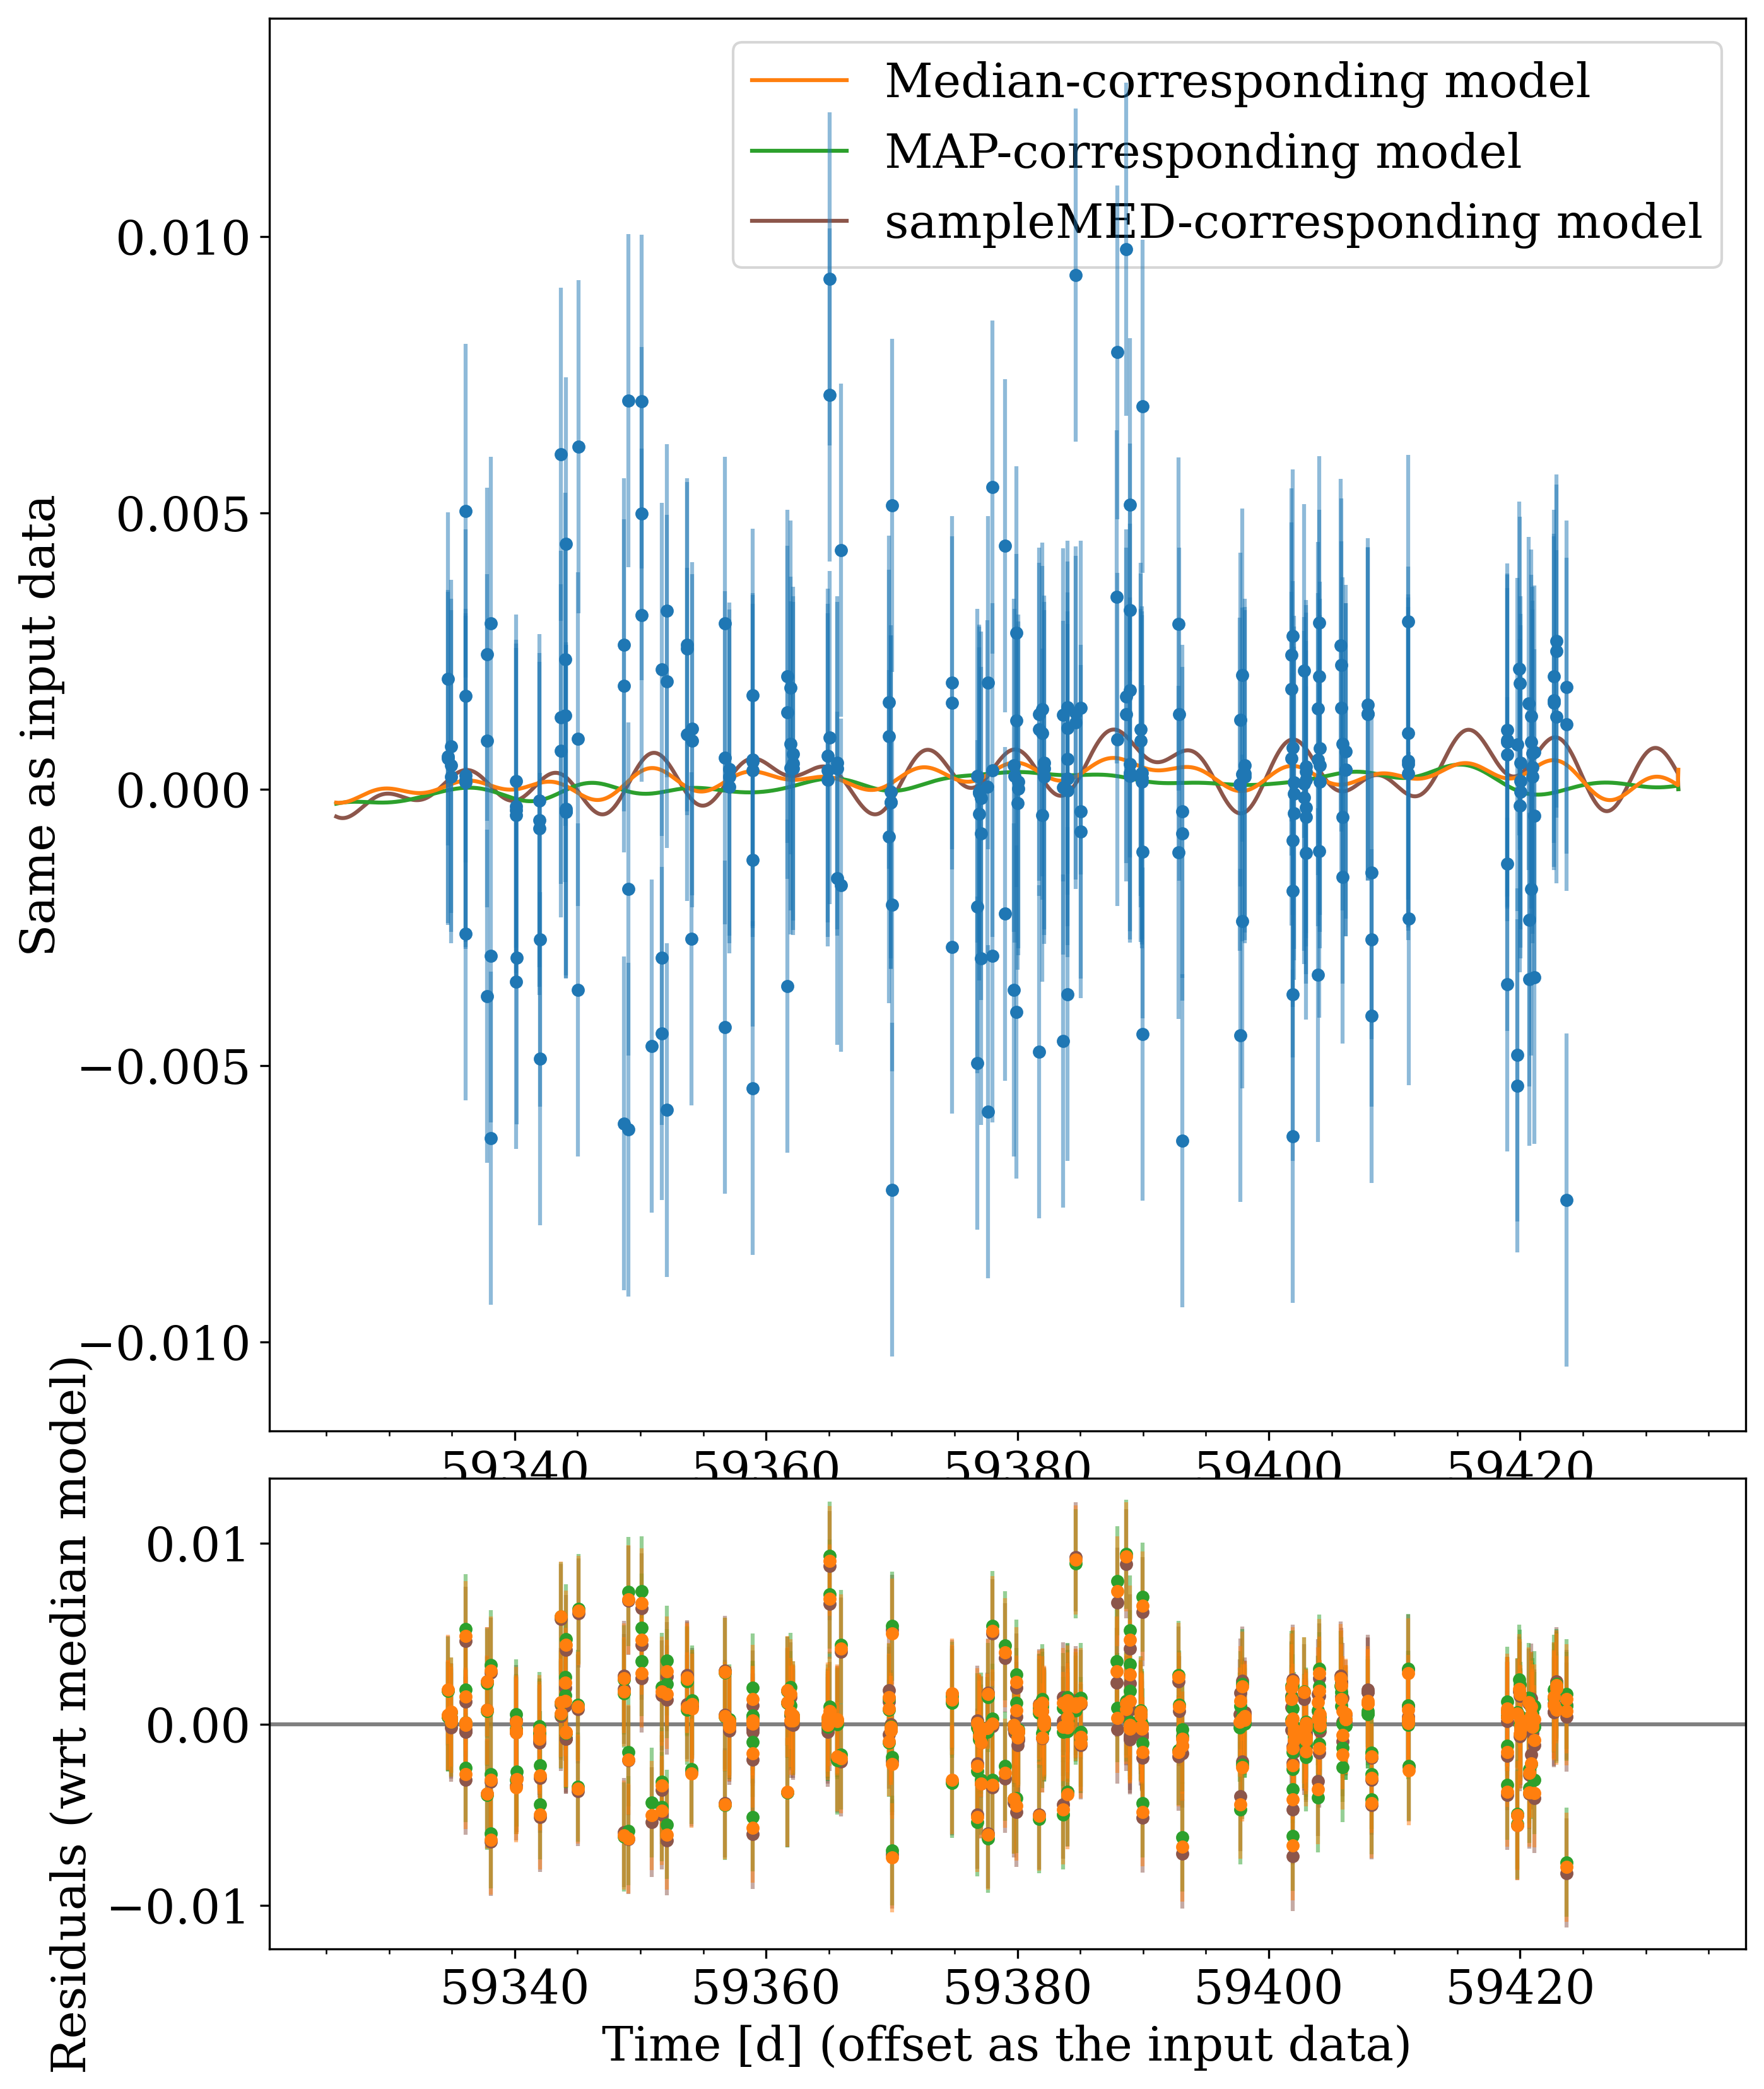 Median-corresponding model
MAP-corresponding model
sampleMED-corresponding model
0.010
0.005
0.000
−0.005
−0.010
Same as input data
59340 59360 59380 59400 59420
0.01
0.00
−0.01
Residuals (wrt median model)
59340 59360 59380 59400 59420
Time [d] (offset as the input data)